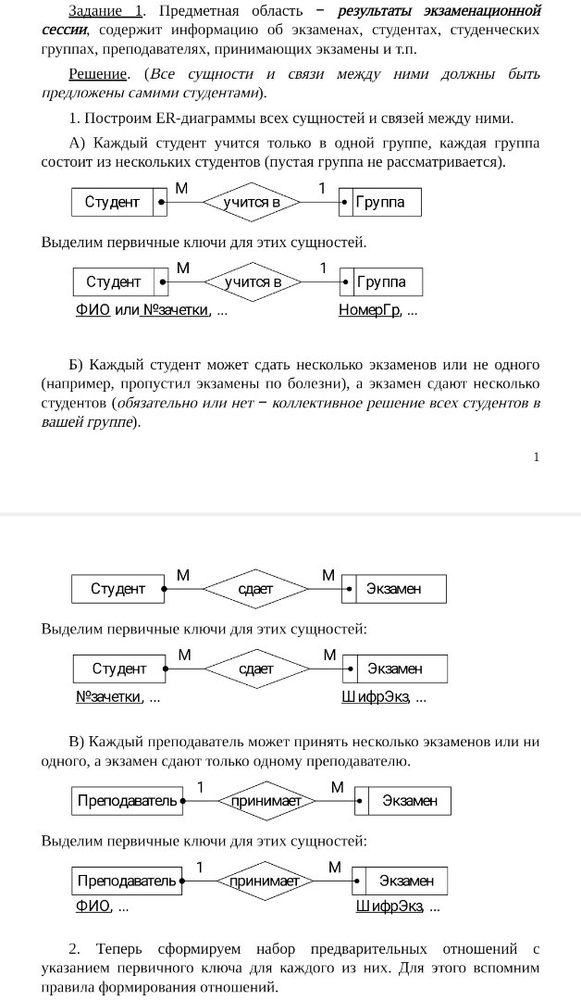 Задание 1. Предметная область – результаты экзаменационной
сессии, содержит информацию об экзаменах, студентах, студенческих
группах, преподавателях, принимающих экзамены и т.п.
Решение. (Все сущности и связи между ними должны быть
предложены самими студентами).
1. Построим ER-диаграммы всех сущностей и связей между ними.
А) Каждый студент учится только в одной группе, каждая группа
состоит из нескольких студентов (пустая группа не рассматривается).
Студент М учится в 1 Группа
Выделим первичные ключи для этих сущностей.
Студент М учится в 1 Группа
ФИО или №зачетки, ... НомерГр, ...
Б) Каждый студент может сдать несколько экзаменов или не одного
(например, пропустил экзамены по болезни), а экзамен сдают несколько
студентов (обязательно или нет – коллективное решение всех студентов в
вашей группе).
1
Студент М сдает М Экзамен
Выделим первичные ключи для этих сущностей:
Студент М сдает М Экзамен
№зачетки, ... ШифрЭкз, ...
В) Каждый преподаватель может принять несколько экзаменов или ни
одного, а экзамен сдают только одному преподавателю.
Преподаватель 1 принимает М Экзамен
Выделим первичные ключи для этих сущностей:
Преподаватель 1 принимает М Экзамен
ФИО, ... ШифрЭкз, ...
2. Теперь сформируем набор предварительных отношений с
указанием первичного ключа для каждого из них. Для этого вспомним
правила формирования отношений.